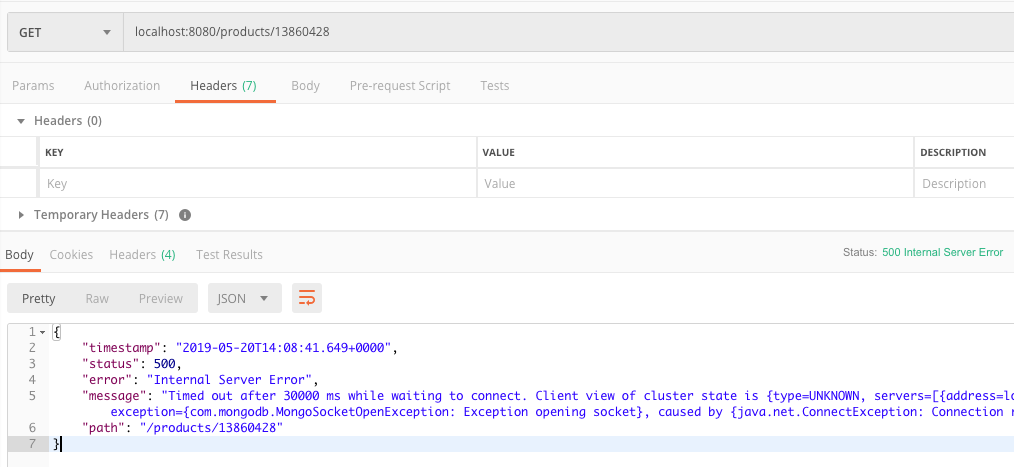 GET localhost:8080/products/13860428
Params Authorization Headers (7) Body Pre-request Script Tests
Headers (0)
KEY VALUE DESCRIPTION
Key Value Description
Temporary Headers (7) i
Body Cookies Headers (4) Test Results Status: 500 Internal Server Error
Pretty Raw Preview JSON
1 {
2 "timestamp": "2019-05-20T14:08:41.649+0000",
3 "status": 500,
4 "error": "Internal Server Error",
5 "message": "Timed out after 30000 ms while waiting to connect. Client view of cluster state is {type=UNKNOWN, servers=[{address=lo
exception={com.mongodb.MongoSocketOpenException: Exception opening socket}, caused by {java.net.ConnectException: Connection
6 "path": "/products/13860428"
7 }